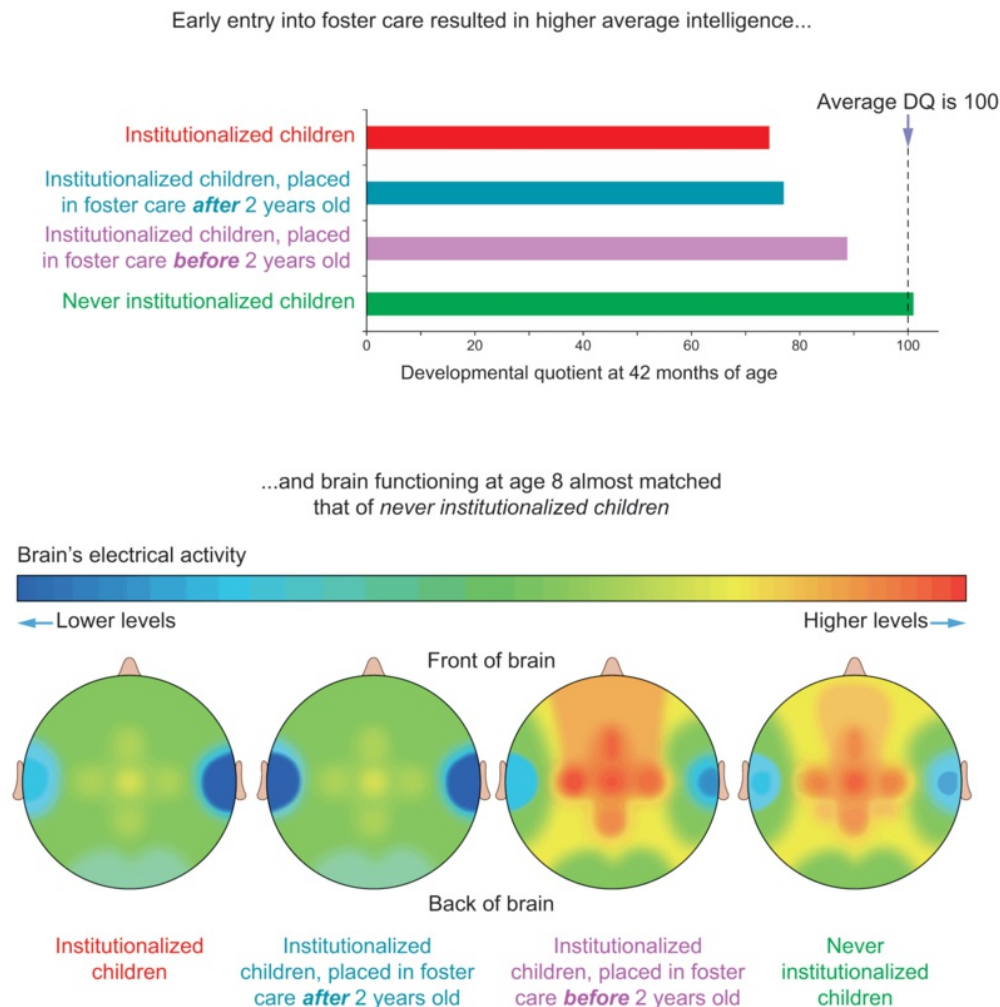 Early entry into foster care resulted in higher average intelligence...
Average DQ is 100
Institutionalized children
Institutionalized children, placed
in foster care after 2 years old
Institutionalized children, placed
in foster care before 2 years old
Never institutionalized children
0 20 40 60 80 100
Developmental quotient at 42 months of age
...and brain functioning at age 8 almost matched
that of never institutionalized children
Brain's electrical activity
Lower levels
Higher levels
Front of brain
Back of brain
Institutionalized
children
Institutionalized
children, placed in foster
care after 2 years old
Institutionalized
children, placed in foster
care before 2 years old
Never
institutionalized
children